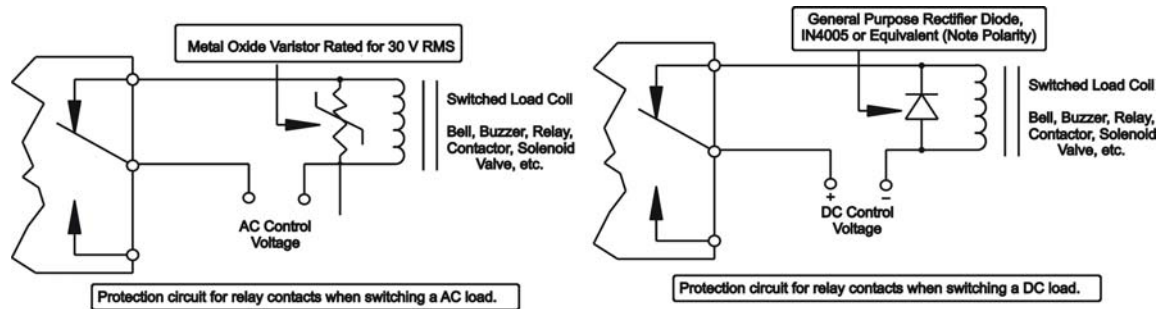 Metal Oxide Varistor Rated for 30 V RMS
Switched Load Coil
Bell, Buzzer, Relay,
Contactor, Solenoid
Valve, etc.
AC Control
Voltage
Protection circuit for relay contacts when switching a AC load.
General Purpose Rectifier Diode,
IN4005 or Equivalent (Note Polarity)
Switched Load Coil
Bell, Buzzer, Relay,
Contactor, Solenoid
Valve, etc.
+ −
DC Control
Voltage
Protection circuit for relay contacts when switching a DC load.